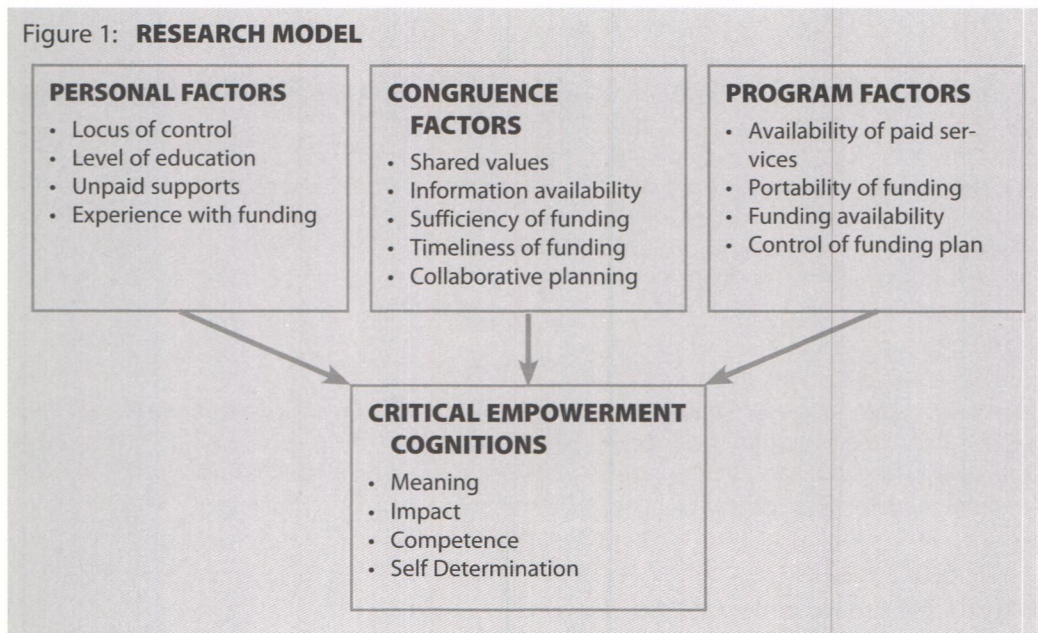 Figure 1: RESEARCH MODEL
PERSONAL FACTORS
• Locus of control
• Level of education
• Unpaid supports
• Experience with funding
CONGRUENCE
FACTORS
• Shared values
• Information availability
• Sufficiency of funding
• Timeliness of funding
• Collaborative planning
PROGRAM FACTORS
• Availability of paid ser-
vices
• Portability of funding
• Funding availability
• Control of funding plan
CRITICAL EMPOWERMENT
COGNITIONS
• Meaning
• Impact
• Competence
• Self Determination